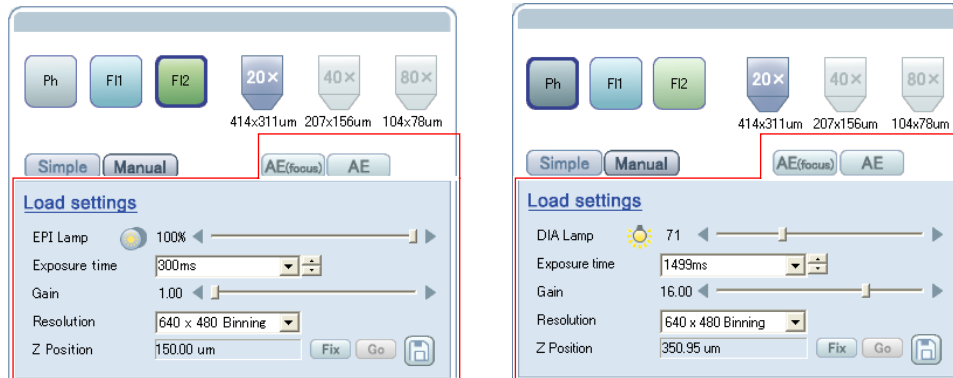 Ph Fl1 Fl2 20× 40× 80×
414x311um 207x156um 104x78um
Simple Manual AE(focus) AE
Load settings
EPI Lamp 100%
Exposure time 300ms
Gain 1.00
Resolution 640 x 480 Binning
Z Position 150.00 um Fix Go
Ph Fl1 Fl2 20× 40× 80×
414x311um 207x156um 104x78um
Simple Manual AE(focus) AE
Load settings
DIA Lamp 71
Exposure time 1499ms
Gain 16.00
Resolution 640 x 480 Binning
Z Position 350.95 um Fix Go